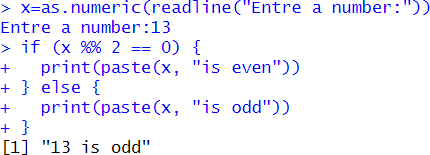 > x=as.numeric(readline("Entre a number:"))
Entre a number:13
> if (x %% 2 == 0) {
+   print(paste(x, "is even"))
+ } else {
+   print(paste(x, "is odd"))
+ }
[1] "13 is odd"